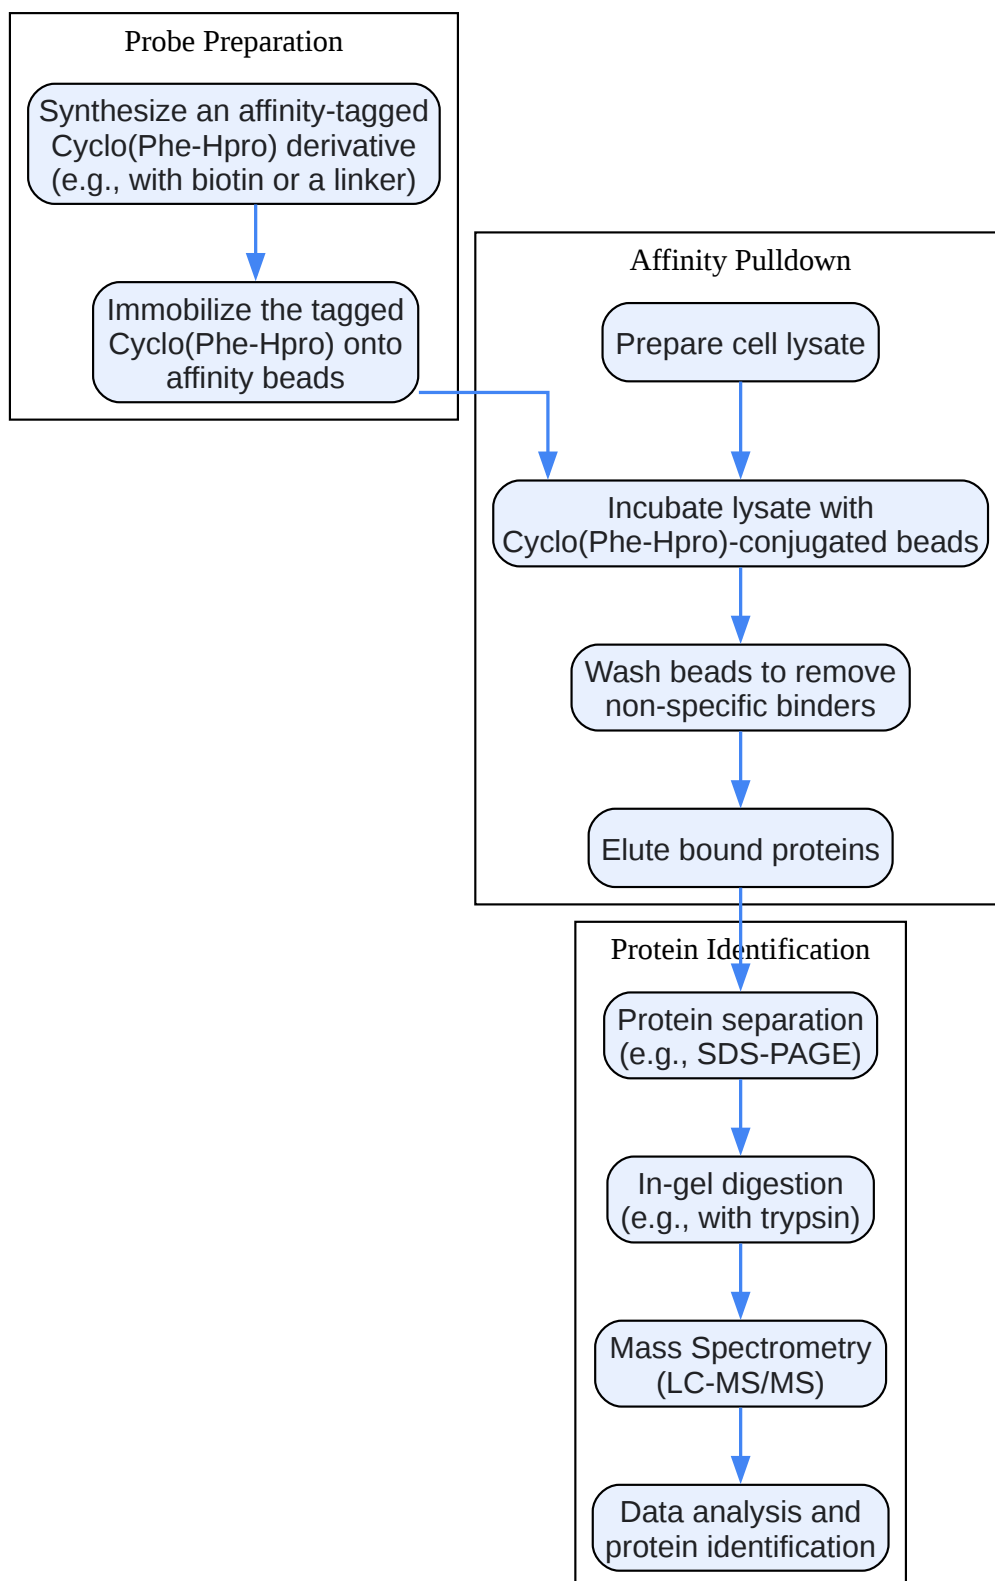 Probe Preparation
Synthesize an affinity-tagged
Cyclo(Phe-Hpro) derivative
(e.g., with biotin or a linker)
Immobilize the tagged
Cyclo(Phe-Hpro) onto
affinity beads
Affinity Pulldown
Prepare cell lysate
Incubate lysate with
Cyclo(Phe-Hpro)-conjugated beads
Wash beads to remove
non-specific binders
Elute bound proteins
Protein Identification
Protein separation
(e.g., SDS-PAGE)
In-gel digestion
(e.g., with trypsin)
Mass Spectrometry
(LC-MS/MS)
Data analysis and
protein identification